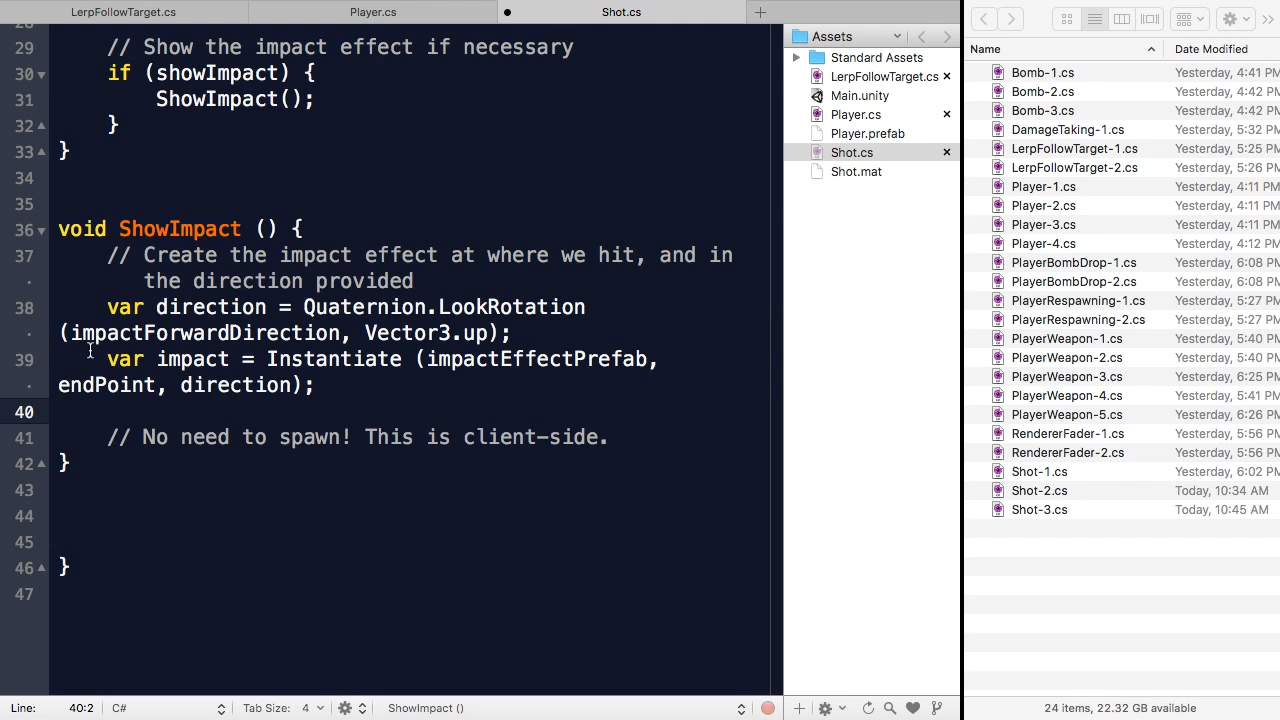 LerpFollowTarget.cs
Player.cs
Shot.cs
29 // Show the impact effect if necessary
30 if (showImpact) {
31 ShowImpact();
32 }
33 }
34
35
36 void ShowImpact () {
37 // Create the impact effect at where we hit, and in
the direction provided
38 var direction = Quaternion.LookRotation
(impactForwardDirection, Vector3.up);
39 var impact = Instantiate (impactEffectPrefab,
endPoint, direction);
40
41 // No need to spawn! This is client-side.
42 }
43
44
45
46 }
47
Line: 40:2 C# Tab Size: 4 ShowImpact ()
Assets
Standard Assets
LerpFollowTarget.cs
Main.unity
Player.cs
Player.prefab
Shot.cs
Shot.mat
Name Date Modified
Bomb-1.cs Yesterday, 4:41 PM
Bomb-2.cs Yesterday, 4:42 PM
Bomb-3.cs Yesterday, 4:42 PM
DamageTaking-1.cs Yesterday, 5:32 PM
LerpFollowTarget-1.cs Yesterday, 5:25 PM
LerpFollowTarget-2.cs Yesterday, 5:26 PM
Player-1.cs Yesterday, 4:11 PM
Player-2.cs Yesterday, 4:11 PM
Player-3.cs Yesterday, 4:11 PM
Player-4.cs Yesterday, 4:12 PM
PlayerBombDrop-1.cs Yesterday, 6:08 PM
PlayerBombDrop-2.cs Yesterday, 6:08 PM
PlayerRespawning-1.cs Yesterday, 5:27 PM
PlayerRespawning-2.cs Yesterday, 5:27 PM
PlayerWeapon-1.cs Yesterday, 5:40 PM
PlayerWeapon-2.cs Yesterday, 5:40 PM
PlayerWeapon-3.cs Yesterday, 6:25 PM
PlayerWeapon-4.cs Yesterday, 5:41 PM
PlayerWeapon-5.cs Yesterday, 6:26 PM
RendererFader-1.cs Yesterday, 5:56 PM
RendererFader-2.cs Yesterday, 5:56 PM
Shot-1.cs Yesterday, 6:02 PM
Shot-2.cs Today, 10:34 AM
Shot-3.cs Today, 10:45 AM
24 items, 22.32 GB available